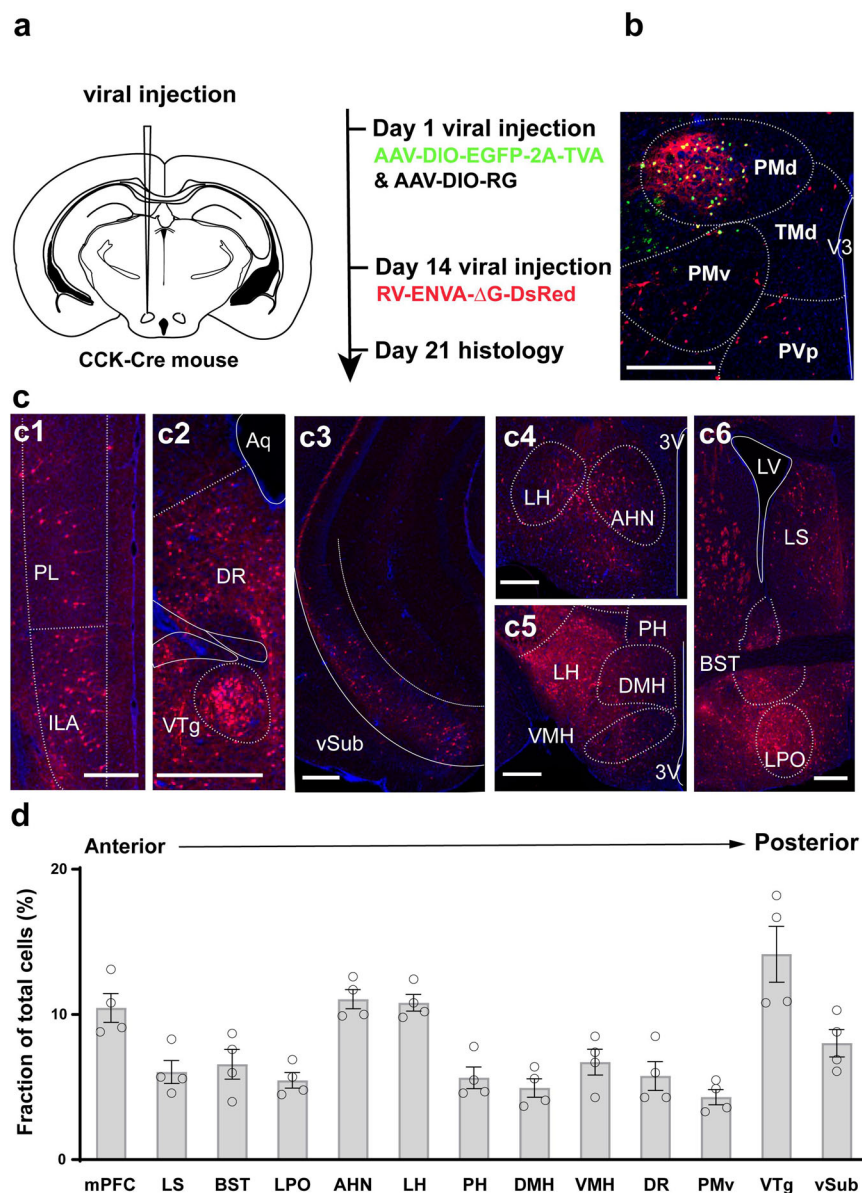 a
viral injection
CCK-Cre mouse
Day 1 viral injection
AAV-DIO-EGFP-2A-TVA
& AAV-DIO-RG
Day 14 viral injection
RV-ENVA-ΔG-DsRed
Day 21 histology
b
PMd
TMd
V3
PMv
PVp
c
c1
PL
ILA
c2
Aq
DR
VTg
c3
vSub
c4
3V
LH
AHN
c5
PH
LH
DMH
VMH
3V
c6
LV
LS
BST
LPO
d
Anterior
Posterior
Fraction of total cells (%)
20
10
0
mPFC LS BST LPO AHN LH PH DMH VMH DR PMv VTg vSub